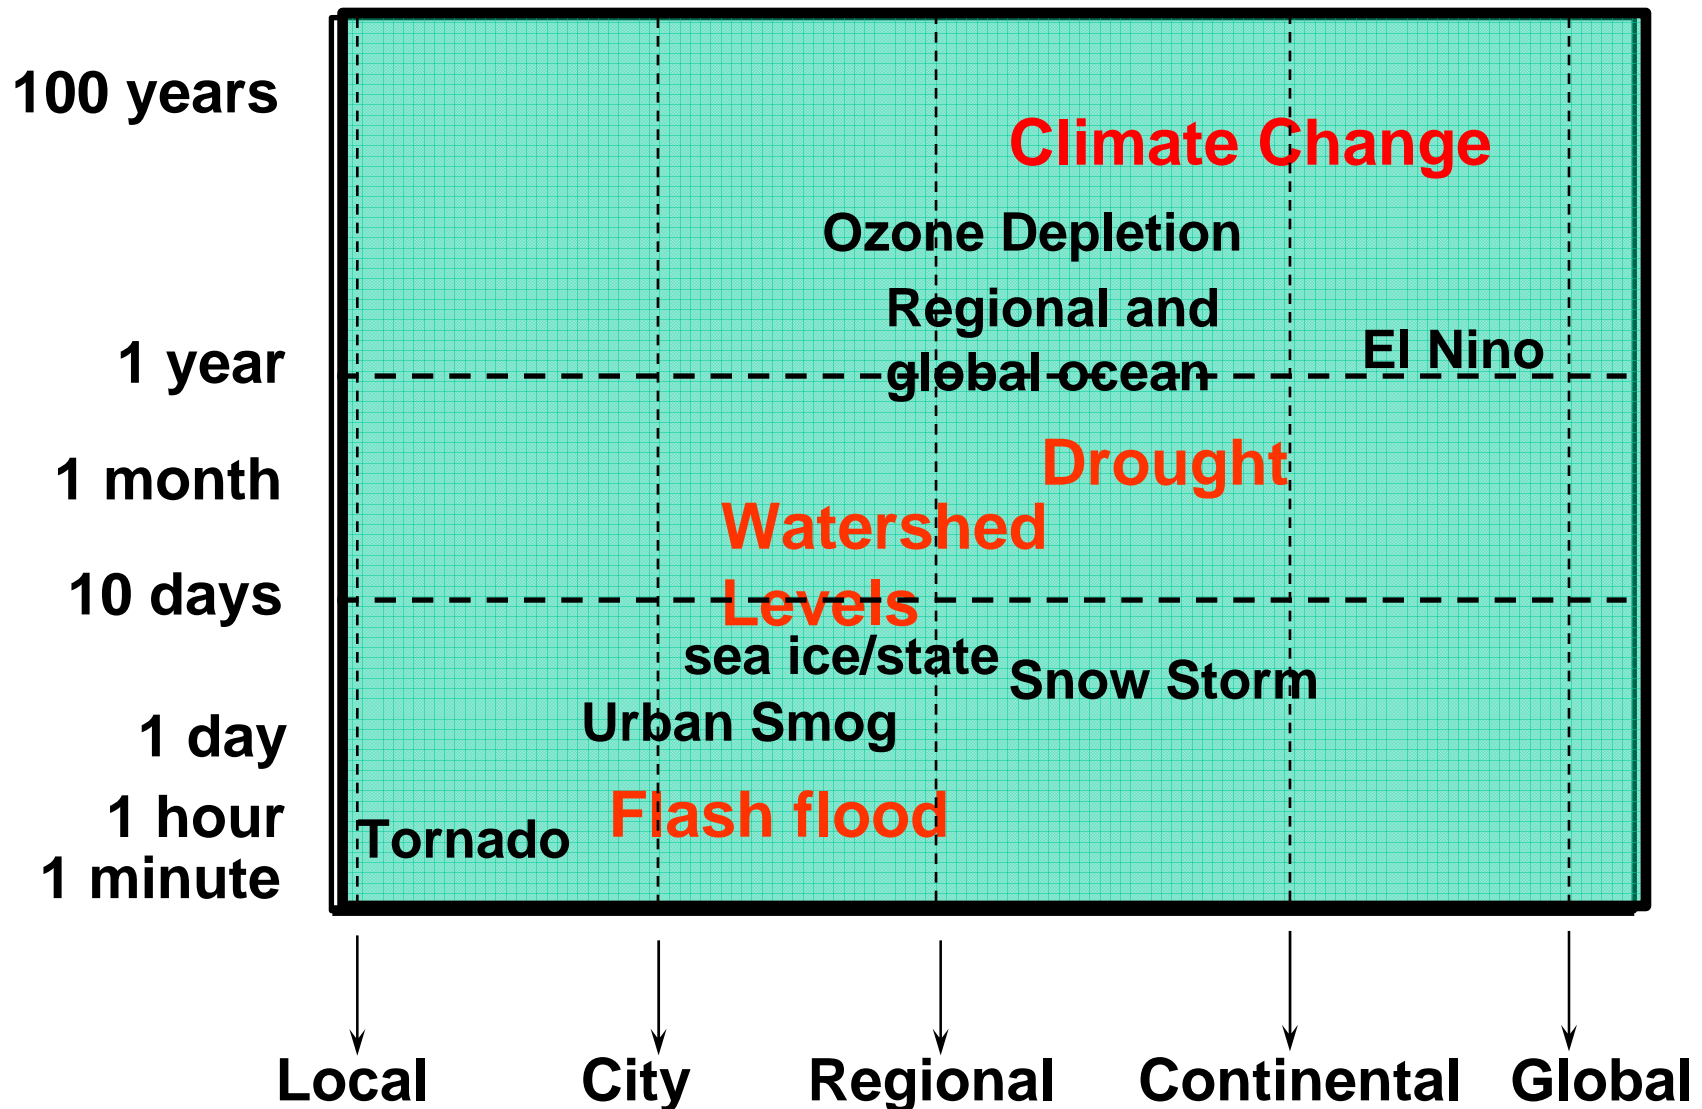 100 years
Climate Change
Ozone Depletion
Regional and
global ocean
El Nino
1 year
Drought
1 month
Watershed
Levels
10 days
sea ice/state
Snow Storm
Urban Smog
1 day
Flash flood
1 hour
Tornado
1 minute
Local City Regional Continental Global